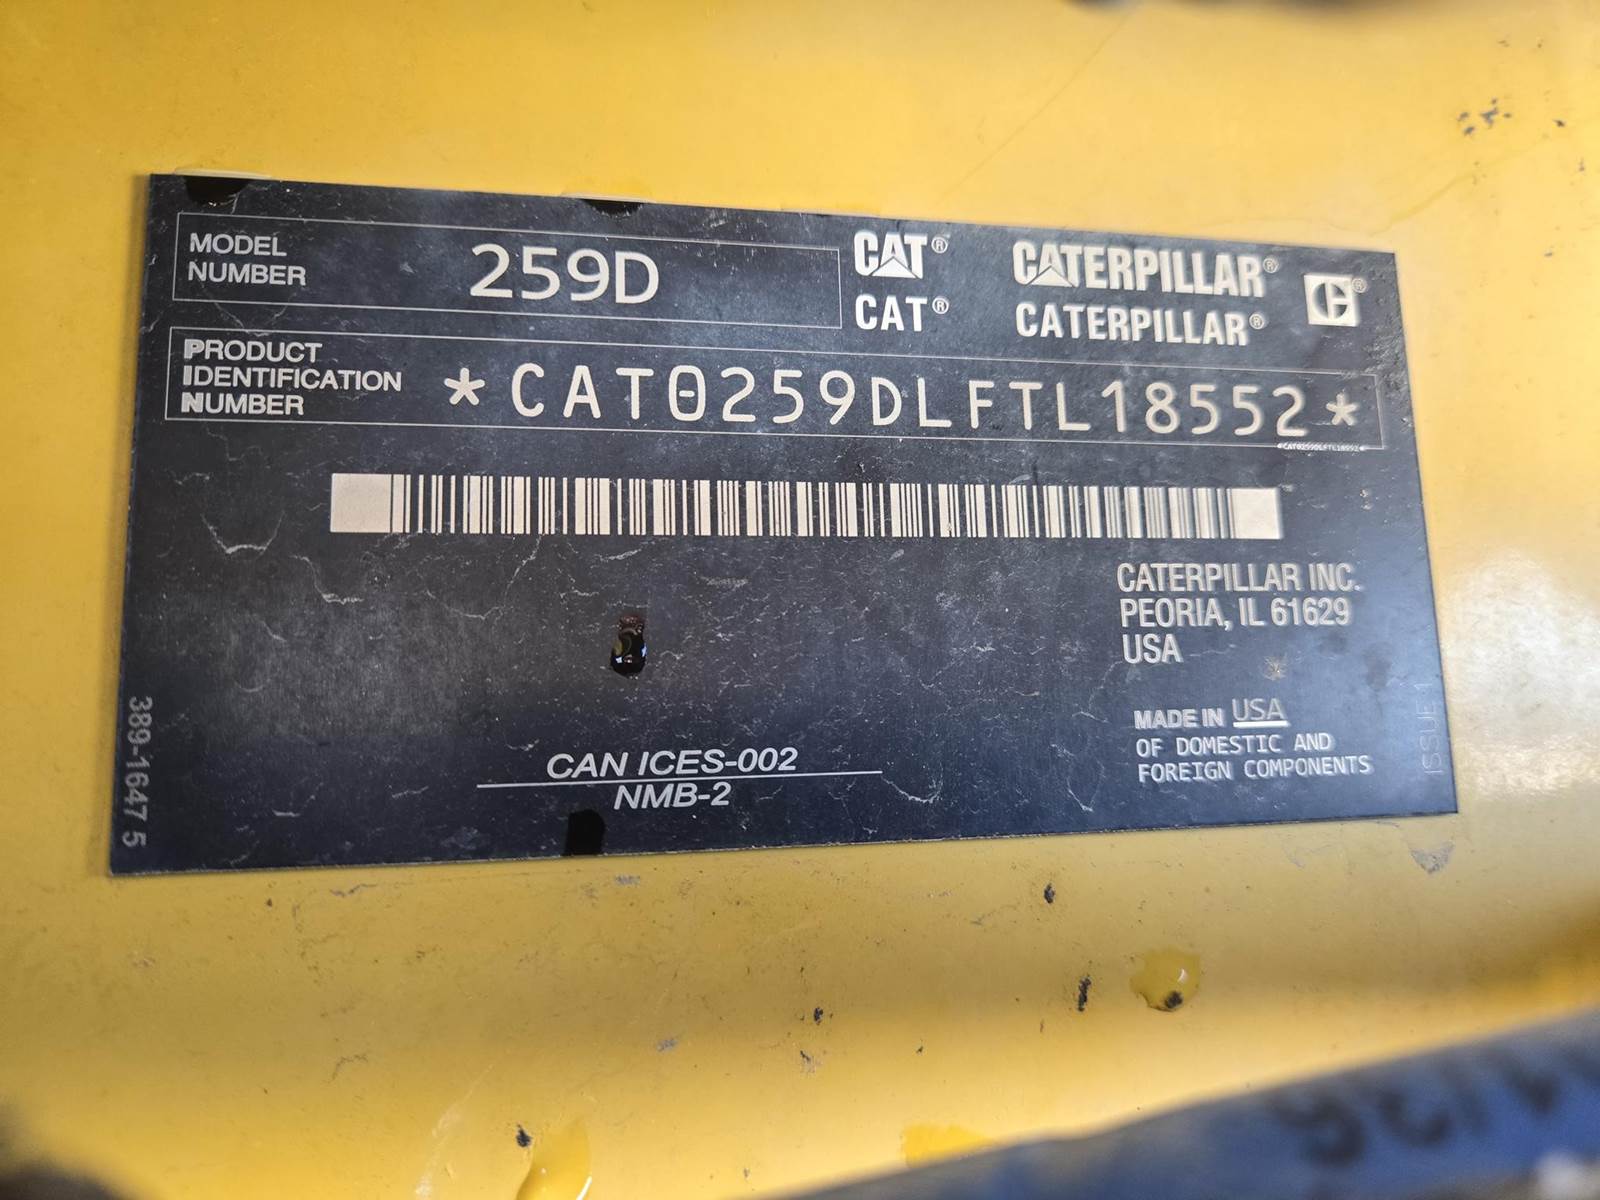 MODEL
NUMBER
259D
CAT® CATERPILLAR®
CAT® CATERPILLAR®
PRODUCT
IDENTIFICATION
NUMBER
*CAT0259DLFTL18552*
*CAT0259DLFTL18552*
CATERPILLAR INC.
PEORIA, IL 61629
USA
MADE IN USA
OF DOMESTIC AND
FOREIGN COMPONENTS
CAN ICES-002
NMB-2
389-1647 5
ISSUE 1